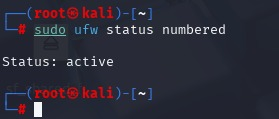 ┌──(root㉿kali)-[~]
└─# sudo ufw status numbered
Status: active
┌──(root㉿kali)-[~]
└─#